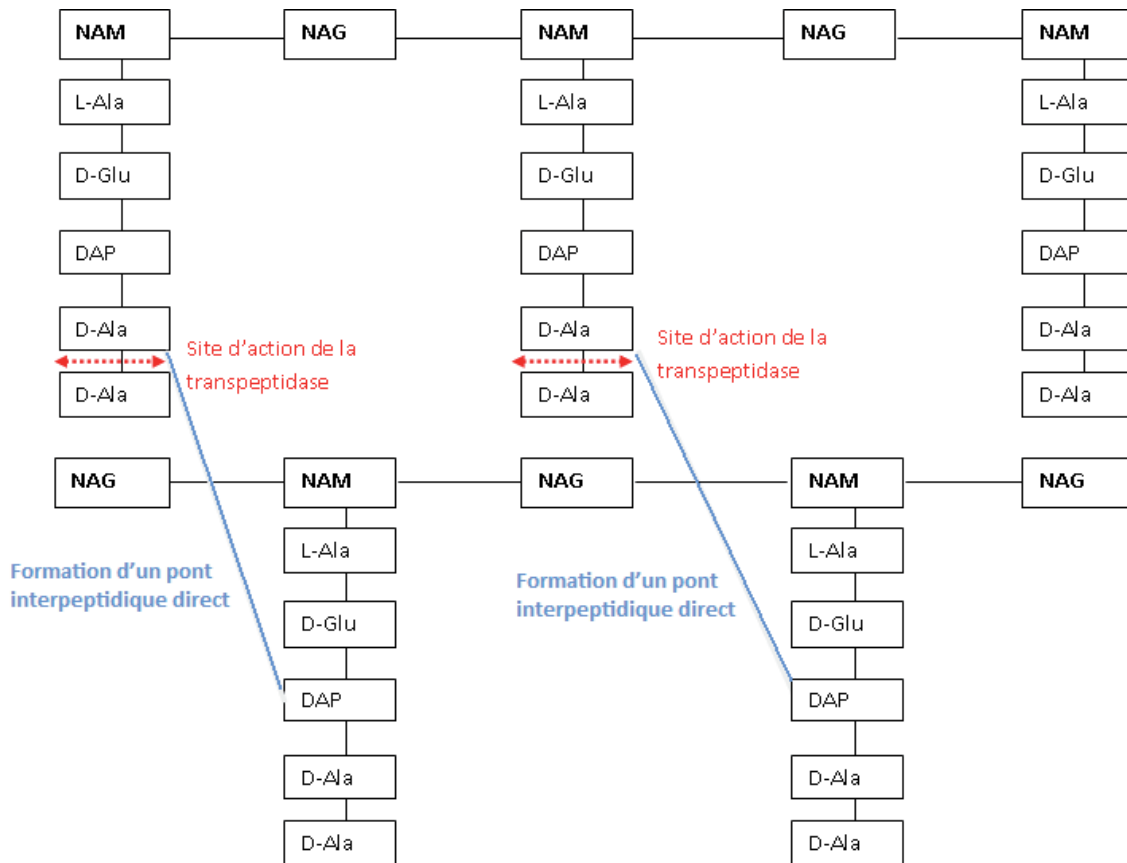 NAM NAG NAM NAG NAM
L-Ala L-Ala L-Ala
D-Glu D-Glu D-Glu
DAP DAP DAP
D-Ala D-Ala D-Ala
Site d'action de la
transpeptidase
Site d'action de la
transpeptidase
D-Ala D-Ala D-Ala
NAG NAM NAG NAM NAG
L-Ala L-Ala
Formation d'un pont
interpeptidique direct
Formation d'un pont
interpeptidique direct
D-Glu D-Glu
DAP DAP
D-Ala D-Ala
D-Ala D-Ala